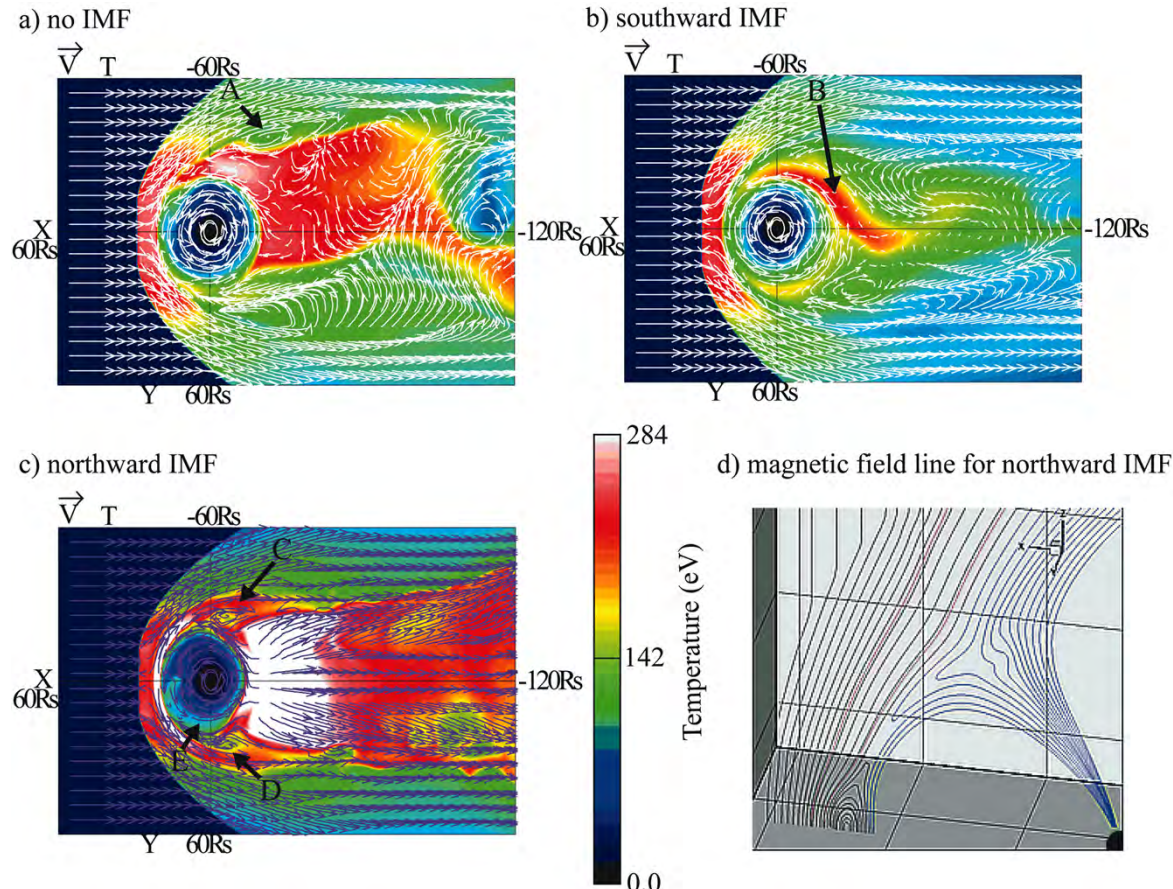 a) no IMF
V T -60Rs
A
X
60Rs
-120Rs
Y 60Rs
b) southward IMF
V T -60Rs
B
X
60Rs
-120Rs
Y 60Rs
c) northward IMF
V T -60Rs
C
X
60Rs
-120Rs
E
D
Y 60Rs
284
142
0.0
Temperature (eV)
d) magnetic field line for northward IMF
z
x